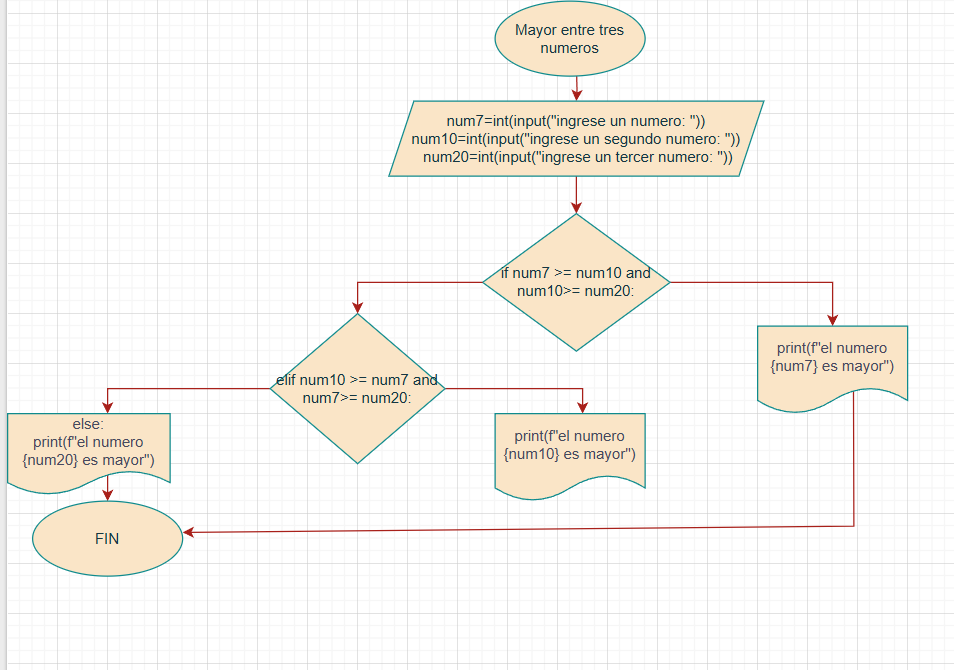 Mayor entre tres
numeros
num7=int(input("ingrese un numero: "))
num10=int(input("ingrese un segundo numero: "))
num20=int(input("ingrese un tercer numero: "))
if num7 >= num10 and
num10>= num20:
print(f"el numero
{num7} es mayor")
elif num10 >= num7 and
num7>= num20:
else:
print(f"el numero
{num20} es mayor")
print(f"el numero
{num10} es mayor")
FIN